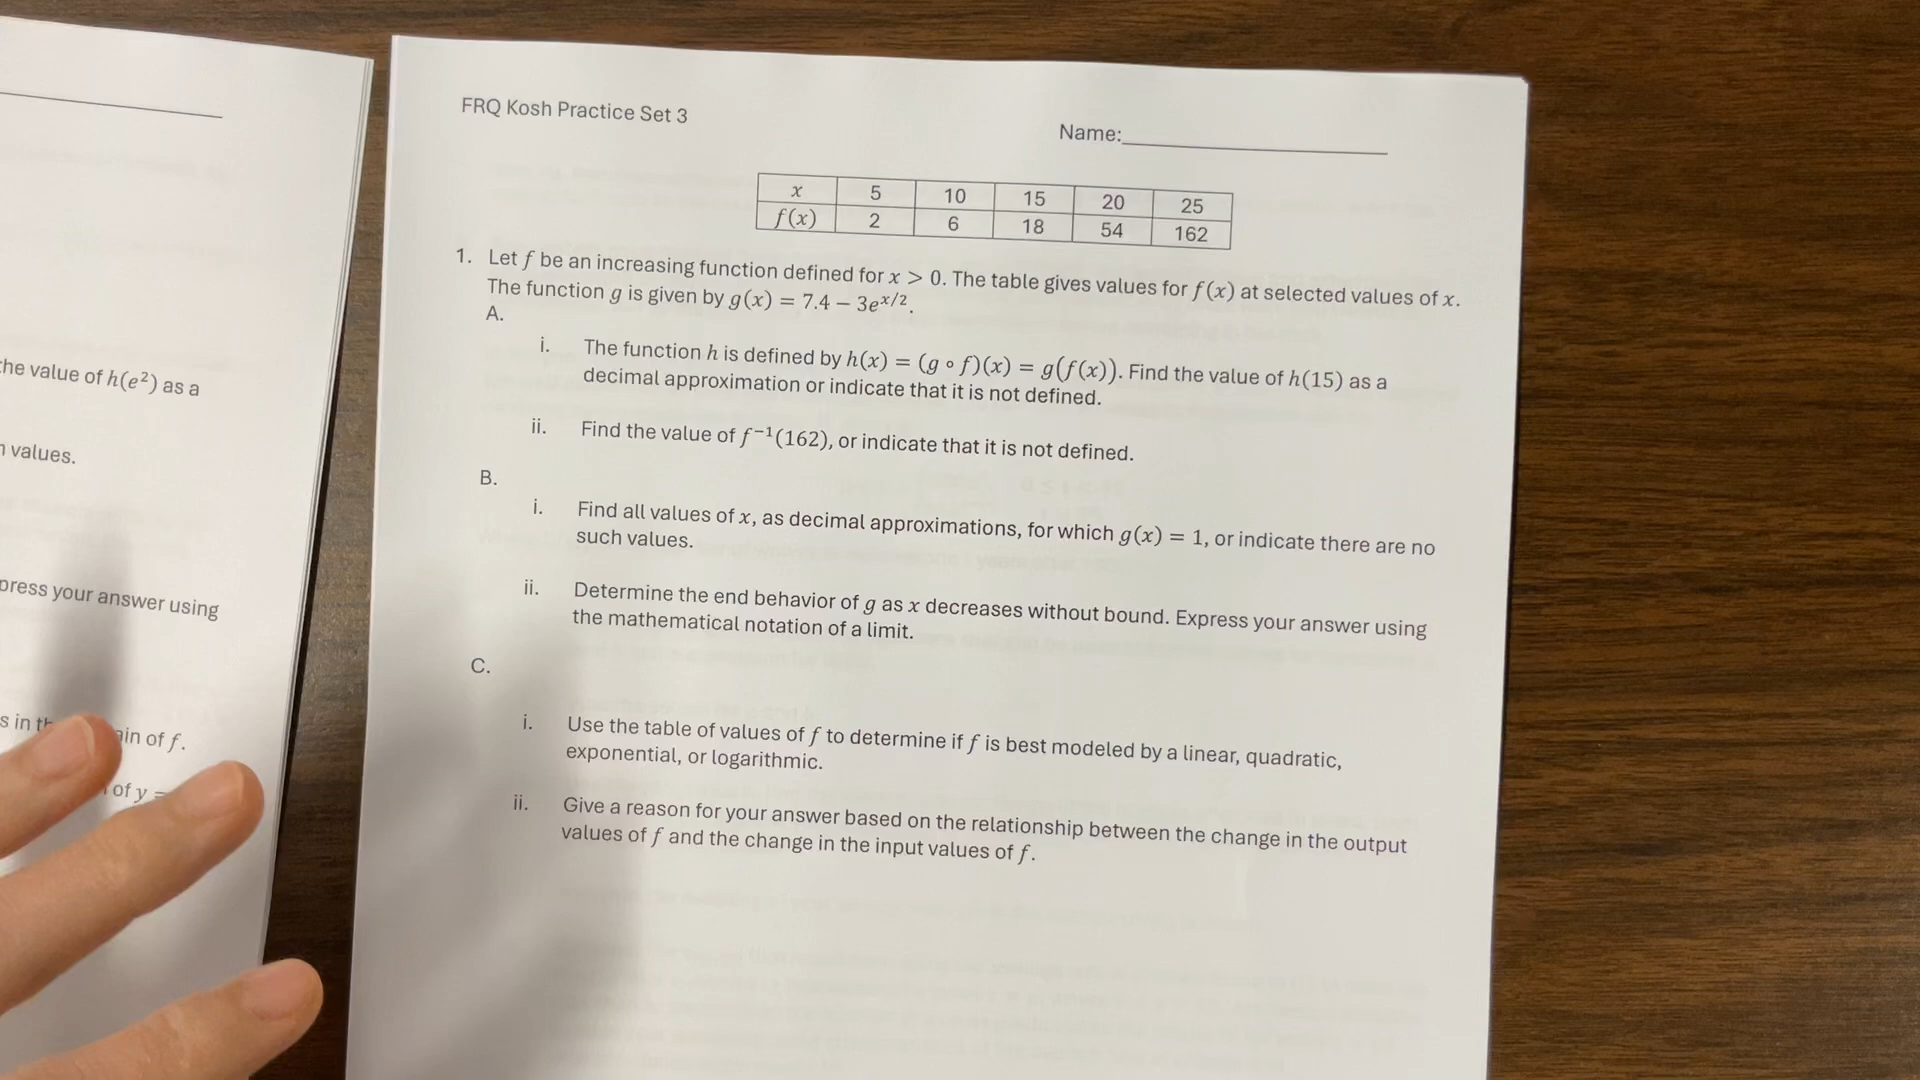 FRQ Kosh Practice Set 3
Name:
x 5 10 15 20 25
f(x) 2 6 18 54 162
1. Let f be an increasing function defined for x > 0. The table gives values for f(x) at selected values of x.
The function g is given by g(x) = 7.4 − 3e^{x/2}.
A.
i. The function h is defined by h(x) = (g ∘ f)(x) = g(f(x)). Find the value of h(15) as a
decimal approximation or indicate that it is not defined.
ii. Find the value of f⁻¹(162), or indicate that it is not defined.
B.
i. Find all values of x, as decimal approximations, for which g(x) = 1, or indicate there are no
such values.
ii. Determine the end behavior of g as x decreases without bound. Express your answer using
the mathematical notation of a limit.
C.
i. Use the table of values of f to determine if f is best modeled by a linear, quadratic,
exponential, or logarithmic.
ii. Give a reason for your answer based on the relationship between the change in the output
values of f and the change in the input values of f.
the value of h(e²) as a
values.
your answer using
s in
of f.
of y =